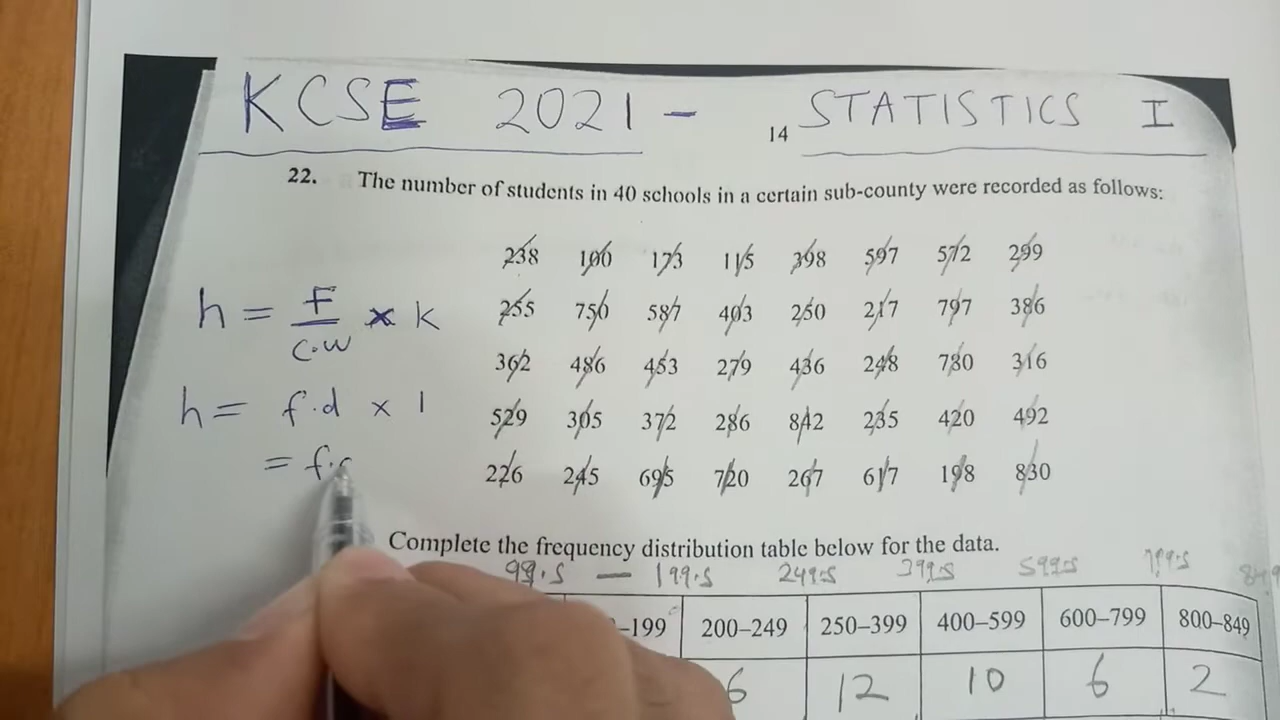 KCSE 2021 - STATISTICS I
14
22. The number of students in 40 schools in a certain sub-county were recorded as follows:
238 100 173 115 398 597 572 299
255 750 587 403 250 217 797 386
362 486 453 279 436 248 780 316
529 305 372 286 842 235 420 492
226 245 695 720 267 617 198 830
h = F/C.W × K
h = f.d × 1
= f.
Complete the frequency distribution table below for the data.
99.5 — 199.5 249.5 399.5 599.5 799.5 849
–199 200–249 250–399 400–599 600–799 800–849
6 12 10 6 2